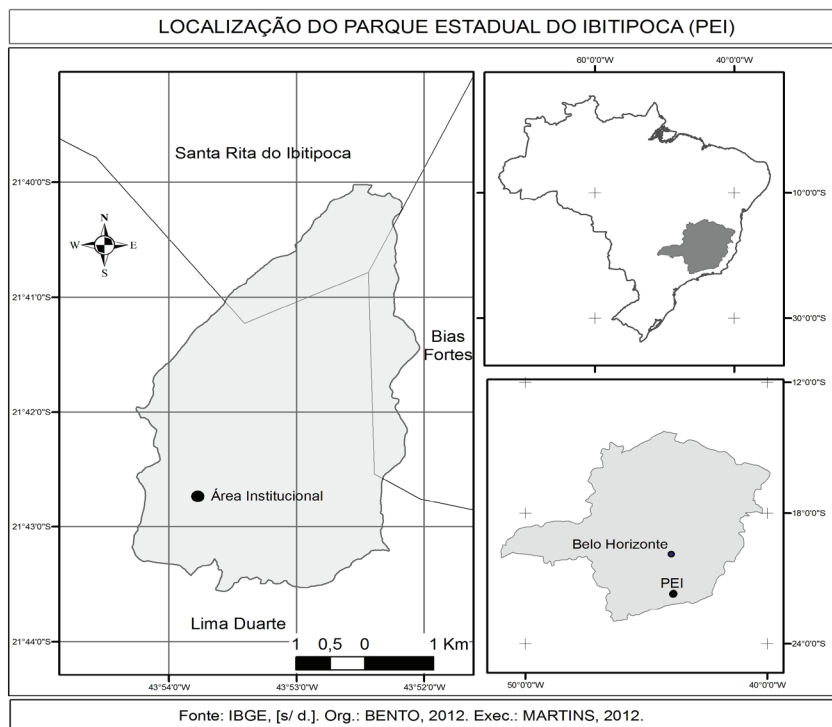 LOCALIZAÇÃO DO PARQUE ESTADUAL DO IBITIPOCA (PEI)
60°0'0"W
40°0'0"W
10°0'0"S
30°0'0"S
Santa Rita do Ibitipoca
N
W
E
S
Bias
Fortes
Área Institucional
Lima Duarte
21°40'0"S
21°41'0"S
21°42'0"S
21°43'0"S
21°44'0"S
1 0,5 0 1 Km
43°54'0"W
43°53'0"W
43°52'0"W
12°0'0"S
18°0'0"S
24°0'0"S
Belo Horizonte
PEI
50°0'0"W
40°0'0"W
Fonte: IBGE, [s/ d.]. Org.: BENTO, 2012. Exec.: MARTINS, 2012.